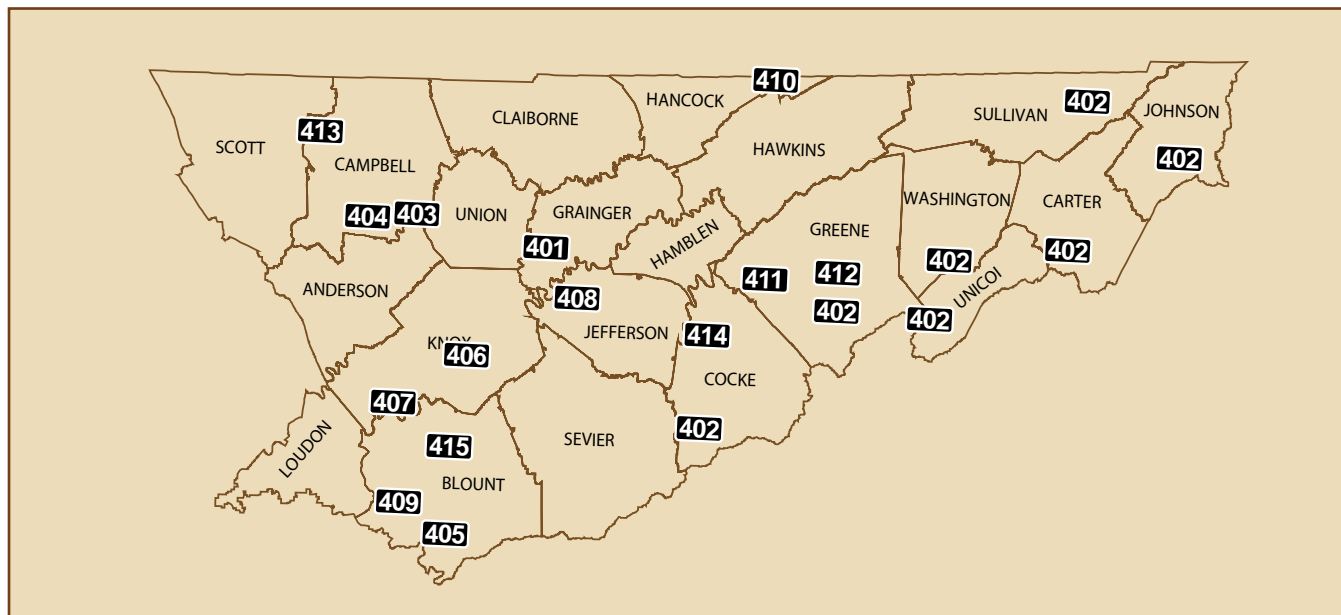 410
HANCOCK
402
SULLIVAN
JOHNSON
CLAIBORNE
413
SCOTT
HAWKINS
402
CAMPBELL
WASHINGTON
CARTER
404
403
UNION
GRAINGER
GREENE
HAMBLEN
401
402
402
412
411
UNICOI
ANDERSON
408
402
402
JEFFERSON
414
KNOX
406
COCKE
407
402
LOUDON
415
SEVIER
BLOUNT
409
405